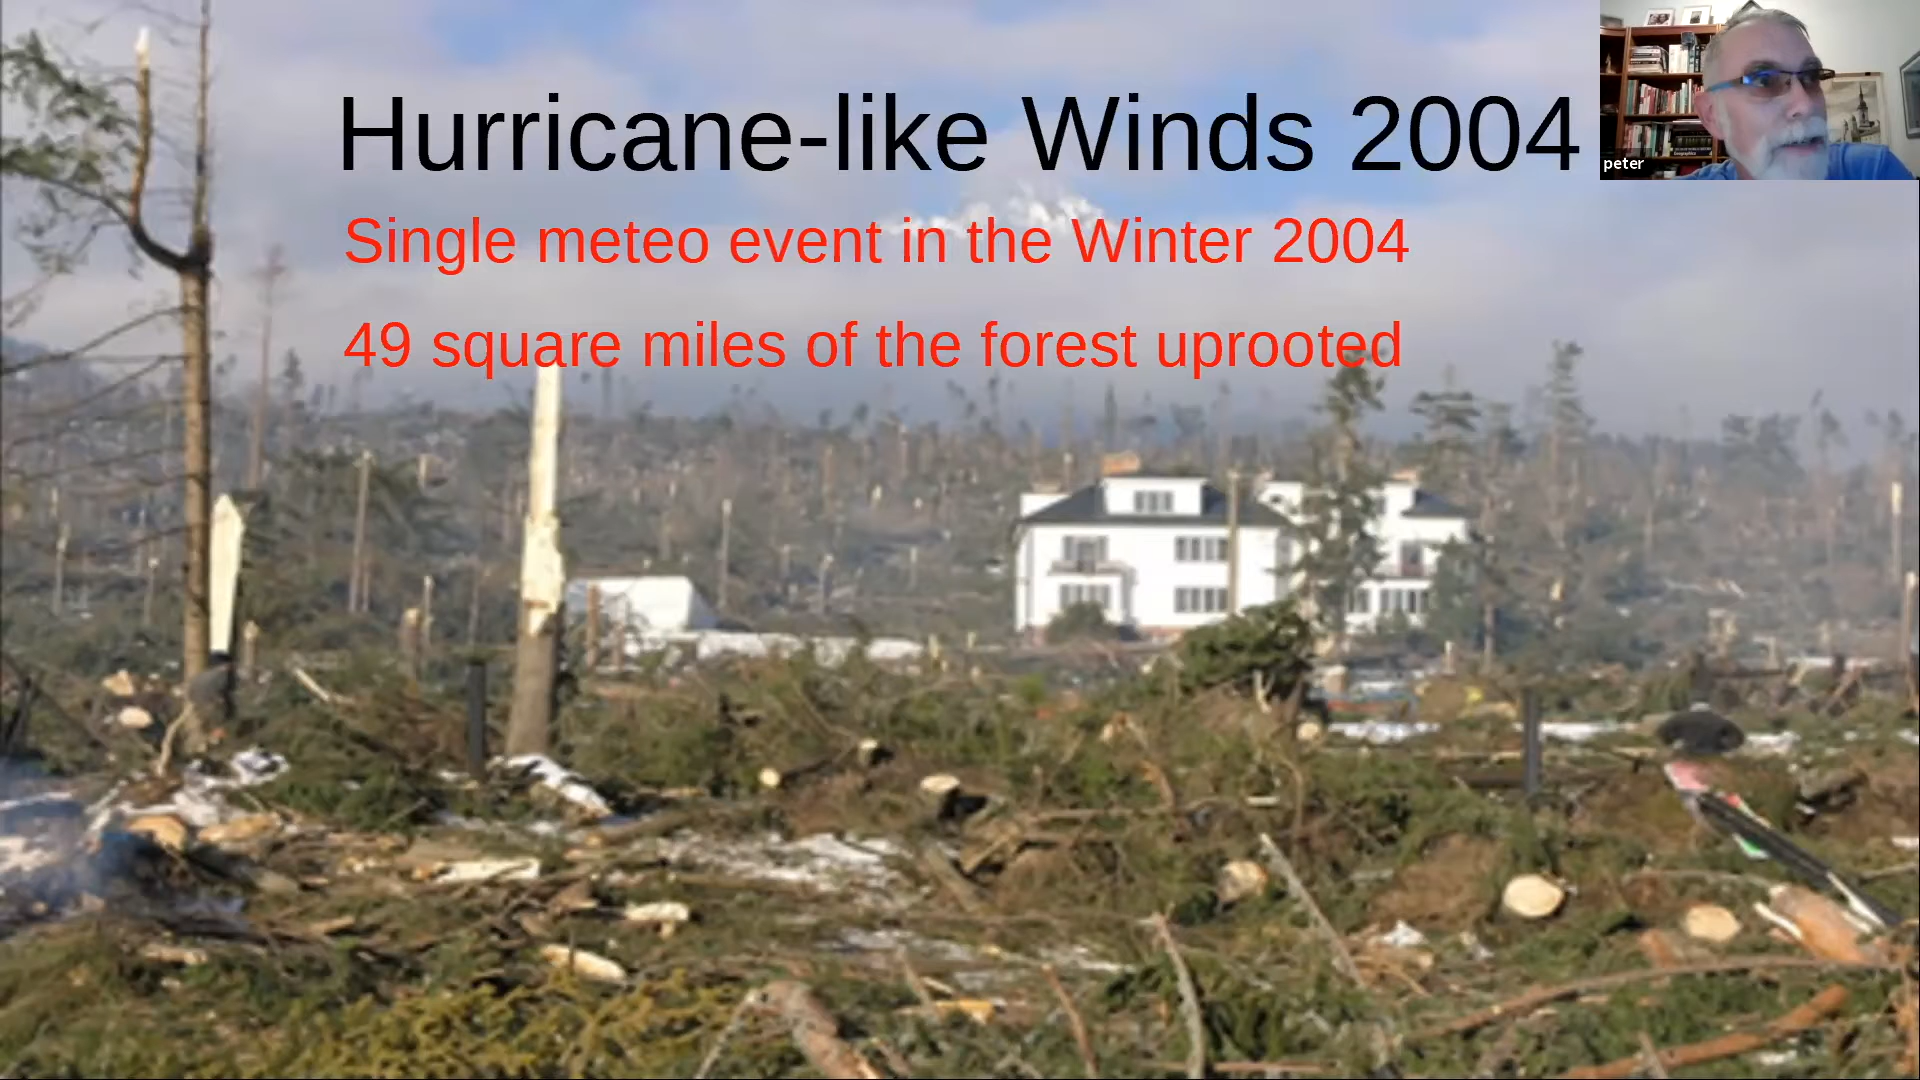 Hurricane-like Winds 2004
Single meteo event in the Winter 2004
49 square miles of the forest uprooted
peter